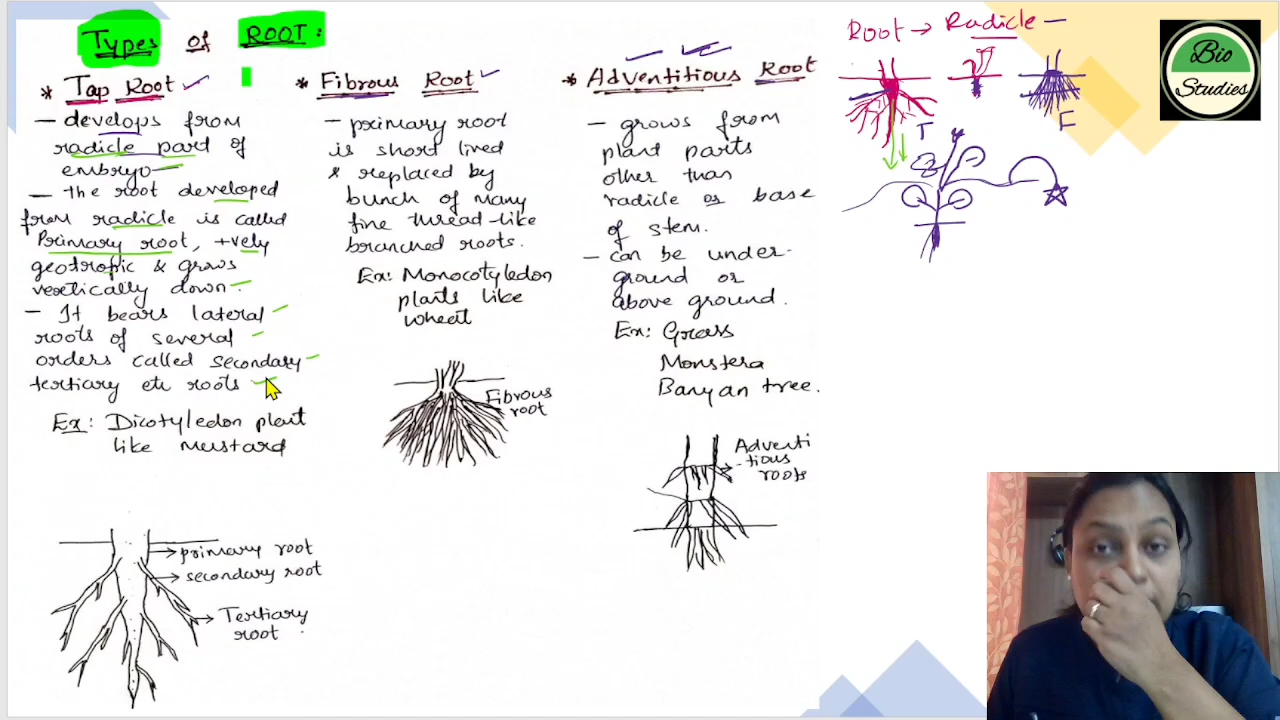 Types of ROOT:
* Tap Root
– develops from
radicle part of
embryo
– the root developed
from radicle is called
Primary root, +vely
geotropic & grows
vertically down
– It bears lateral
roots of several
orders called secondary
tertiary etc roots
Ex: Dicotyledon plant
like mustard
primary root
secondary root
Tertiary
root
* Fibrous Root
– primary root
is short lived
& replaced by
bunch of many
fine thread-like
branched roots.
Ex: Monocotyledon
plants like
wheat
Fibrous
root
* Adventitious Root
– grows from
plant parts
other than
radicle or base
of stem.
– can be under-
ground or
above ground.
Ex: Grass
Monstera
Banyan tree.
Adventi
-tious
roots
Root → Radicle –
T
F
Bio
Studies